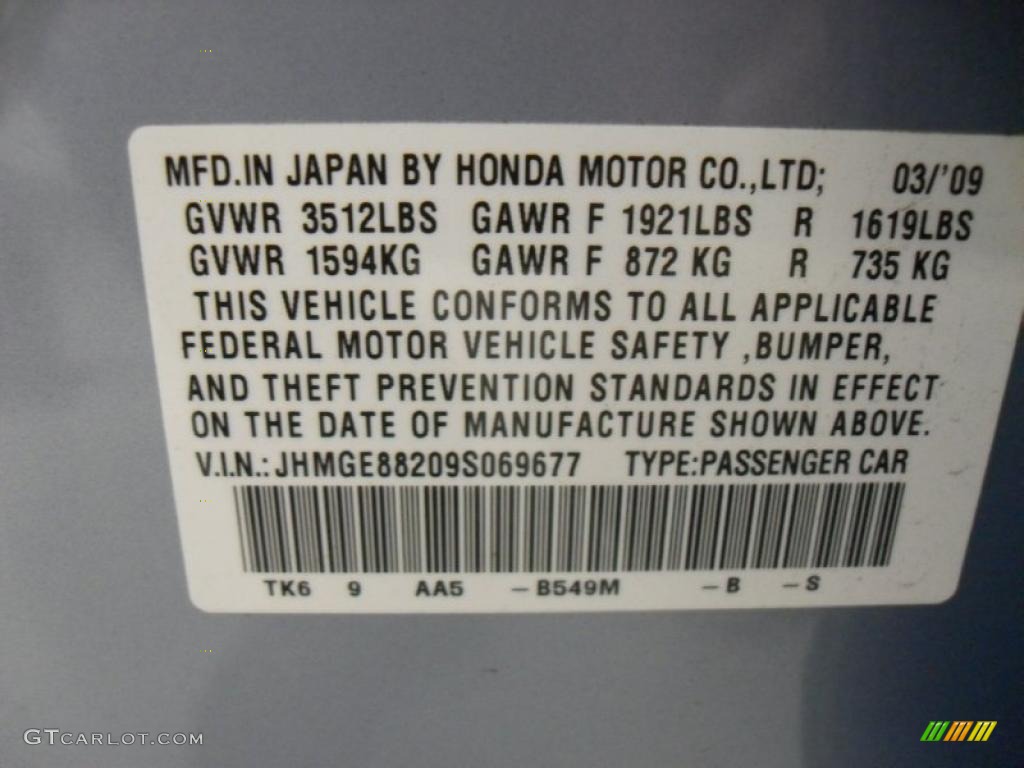 MFD.IN JAPAN BY HONDA MOTOR CO.,LTD; 03/'09
GVWR 3512LBS GAWR F 1921LBS R 1619LBS
GVWR 1594KG GAWR F 872 KG R 735 KG
THIS VEHICLE CONFORMS TO ALL APPLICABLE
FEDERAL MOTOR VEHICLE SAFETY ,BUMPER,
AND THEFT PREVENTION STANDARDS IN EFFECT
ON THE DATE OF MANUFACTURE SHOWN ABOVE.
V.I.N.: JHMGE88209S069677 TYPE:PASSENGER CAR
TK6 9 AA5 -B549M -B -S
GTCARLOT.COM